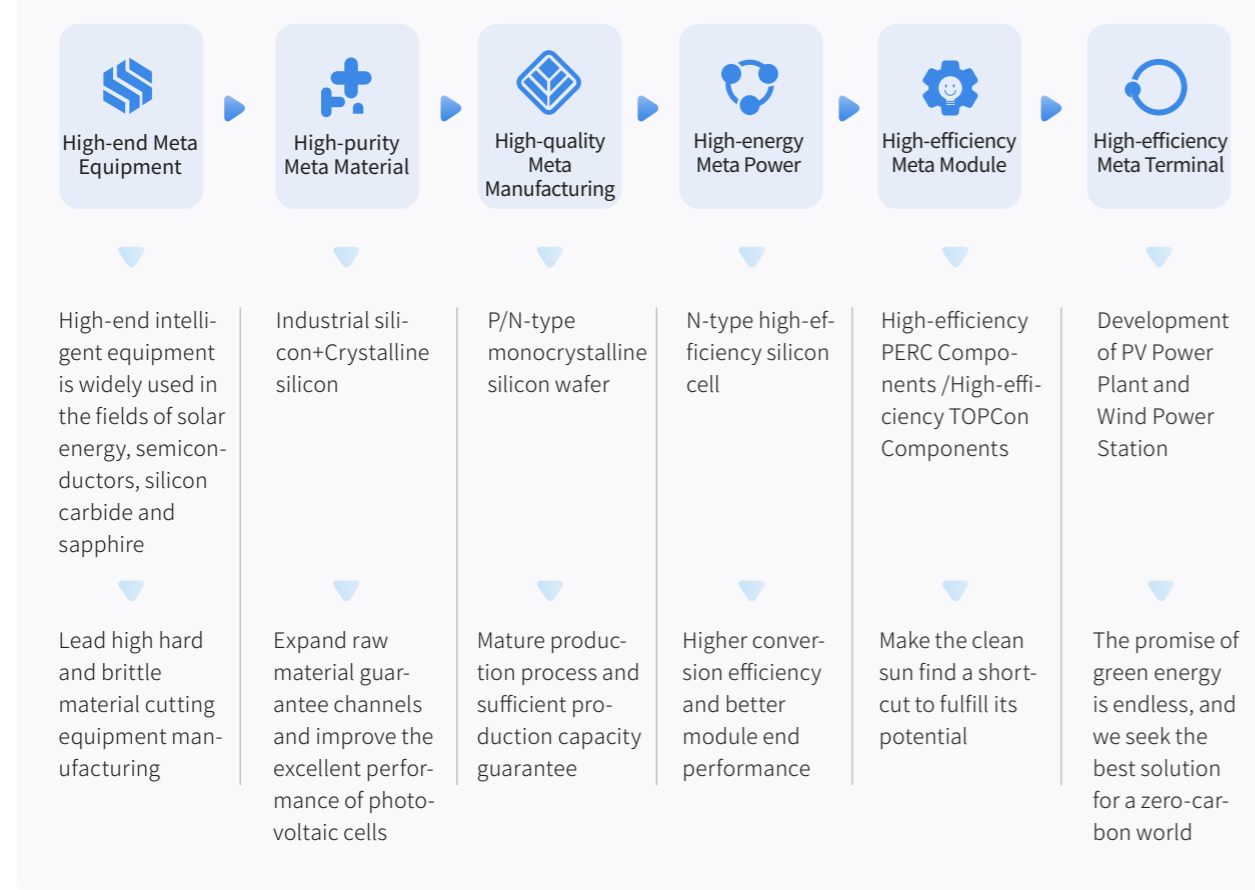 High-end Meta
Equipment
High-purity
Meta Material
High-quality
Meta
Manufacturing
High-energy
Meta Power
High-efficiency
Meta Module
High-efficiency
Meta Terminal
High-end intelli-
gent equipment
is widely used in
the fields of solar
energy, semicon-
ductors, silicon
carbide and
sapphire
Industrial sili-
con+Crystalline
silicon
P/N-type
monocrystalline
silicon wafer
N-type high-ef-
ficiency silicon
cell
High-efficiency
PERC Compo-
nents /High-effi-
ciency TOPCon
Components
Development
of PV Power
Plant and
Wind Power
Station
Lead high hard
and brittle
material cutting
equipment man-
ufacturing
Expand raw
material guar-
antee channels
and improve the
excellent perfor-
mance of photo-
voltaic cells
Mature produc-
tion process and
sufficient pro-
duction capacity
guarantee
Higher conver-
sion efficiency
and better
module end
performance
Make the clean
sun find a short-
cut to fulfill its
potential
The promise of
green energy
is endless, and
we seek the
best solution
for a zero-car-
bon world